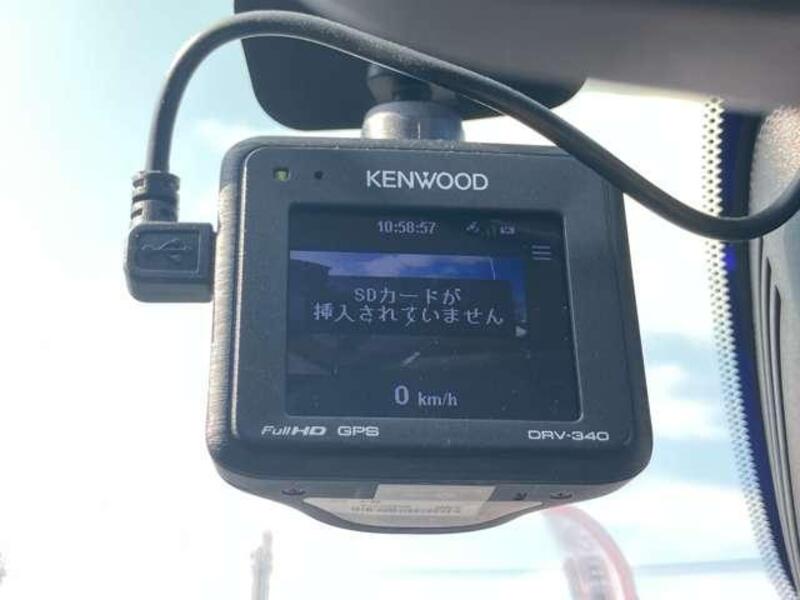 KENWOOD
10:58:57
SDカードが
挿入されていません
0 km/h
Full HD GPS
DRV-340